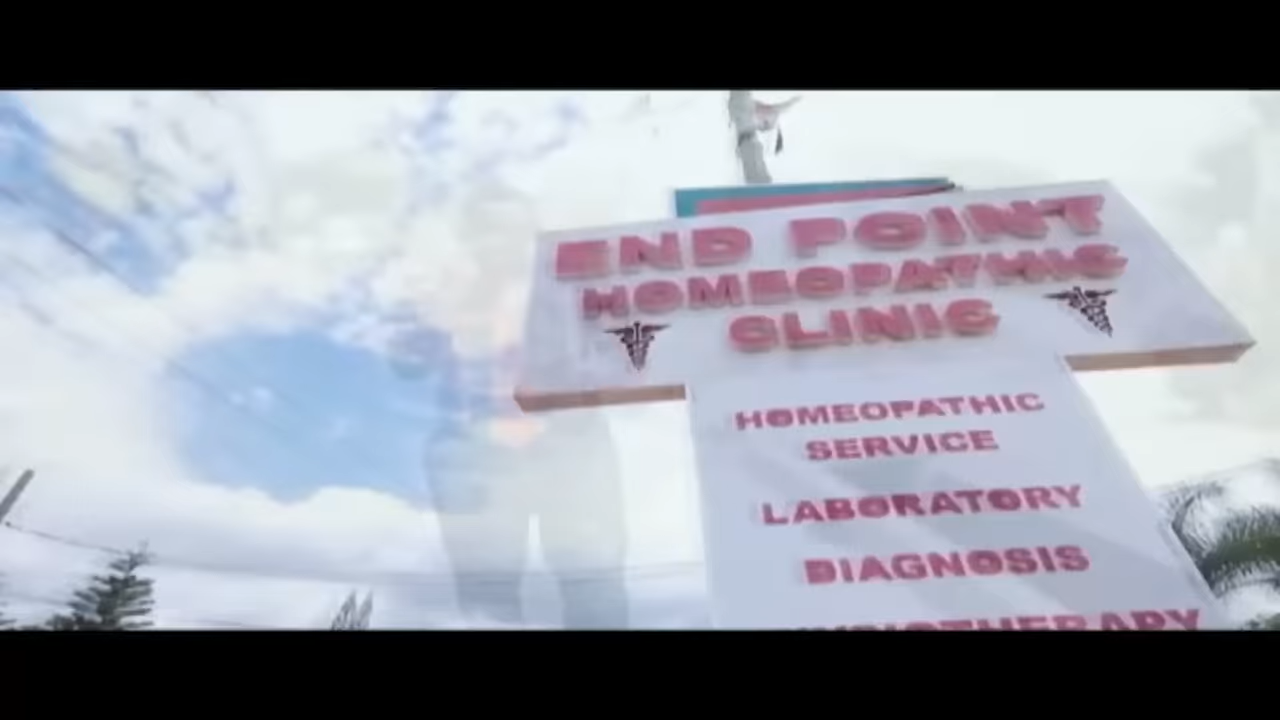 END POINT
HOMEOPATHIC
CLINIC
HOMEOPATHIC
SERVICE
LABORATORY
DIAGNOSIS